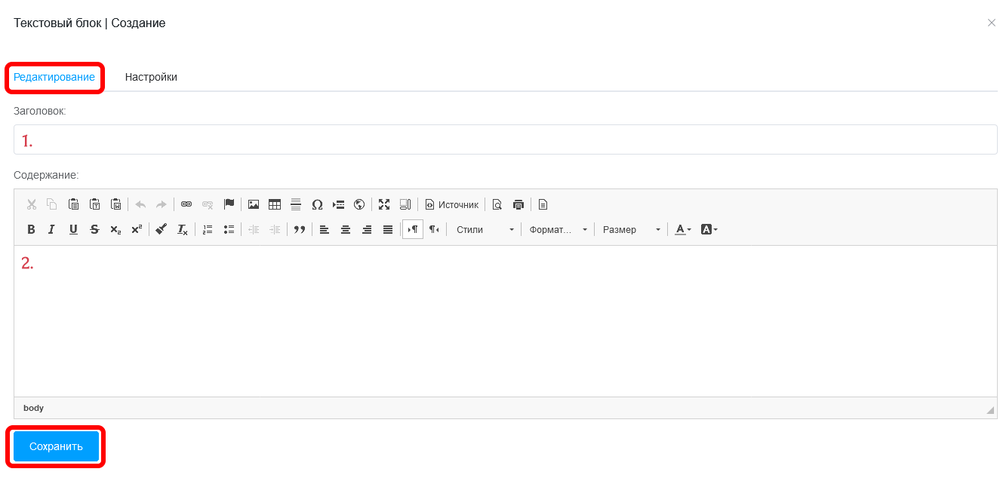 Текстовый блок | Создание
Редактирование Настройки
Заголовок:
1.
Содержание:
Источник
Стили Формат... Размер
2.
body
Сохранить